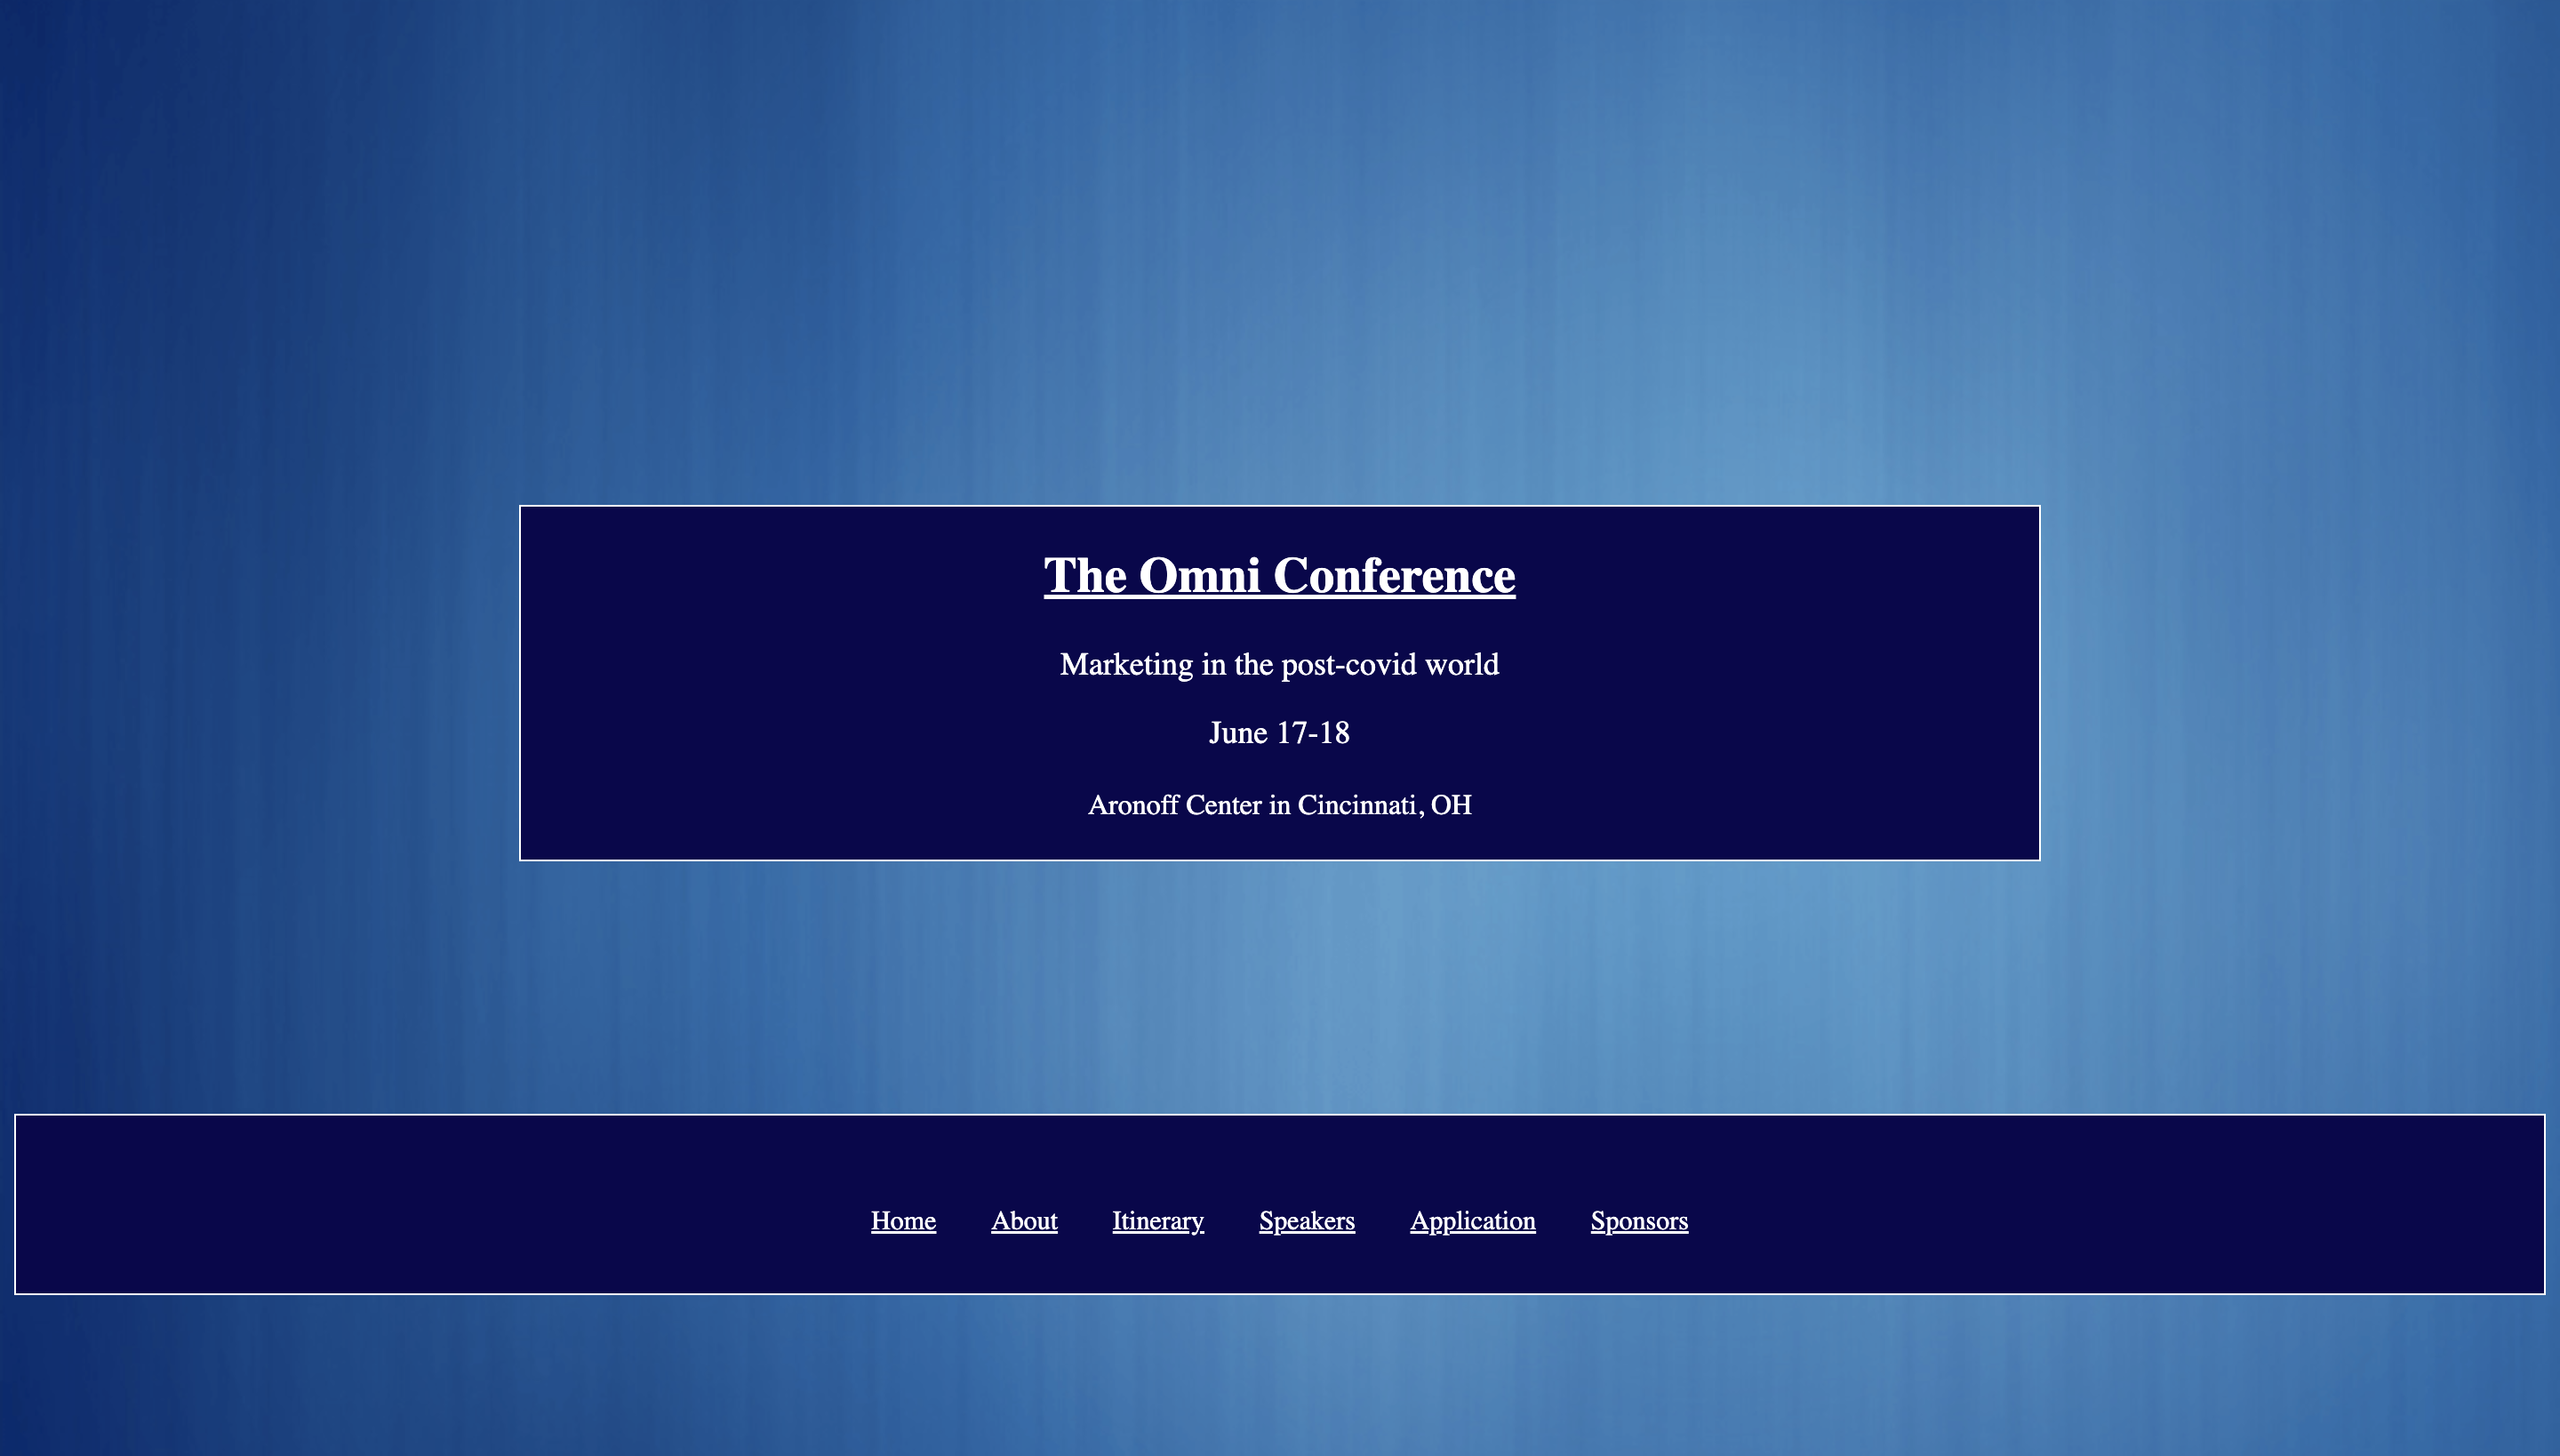 The Omni Conference
Marketing in the post-covid world
June 17-18
Aronoff Center in Cincinnati, OH
Home About Itinerary Speakers Application Sponsors